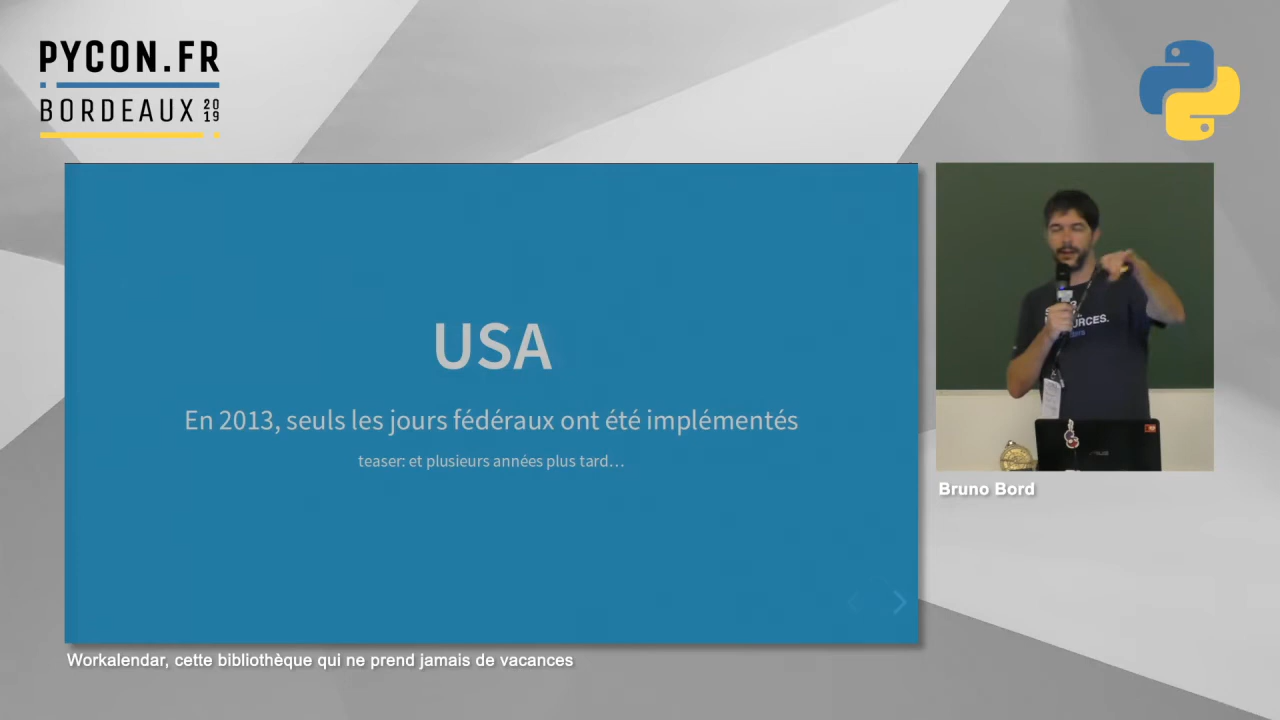 PYCON.FR
BORDEAUX 2019
USA
En 2013, seuls les jours fédéraux ont été implémentés
teaser: et plusieurs années plus tard…
Bruno Bord
Workalendar, cette bibliothèque qui ne prend jamais de vacances